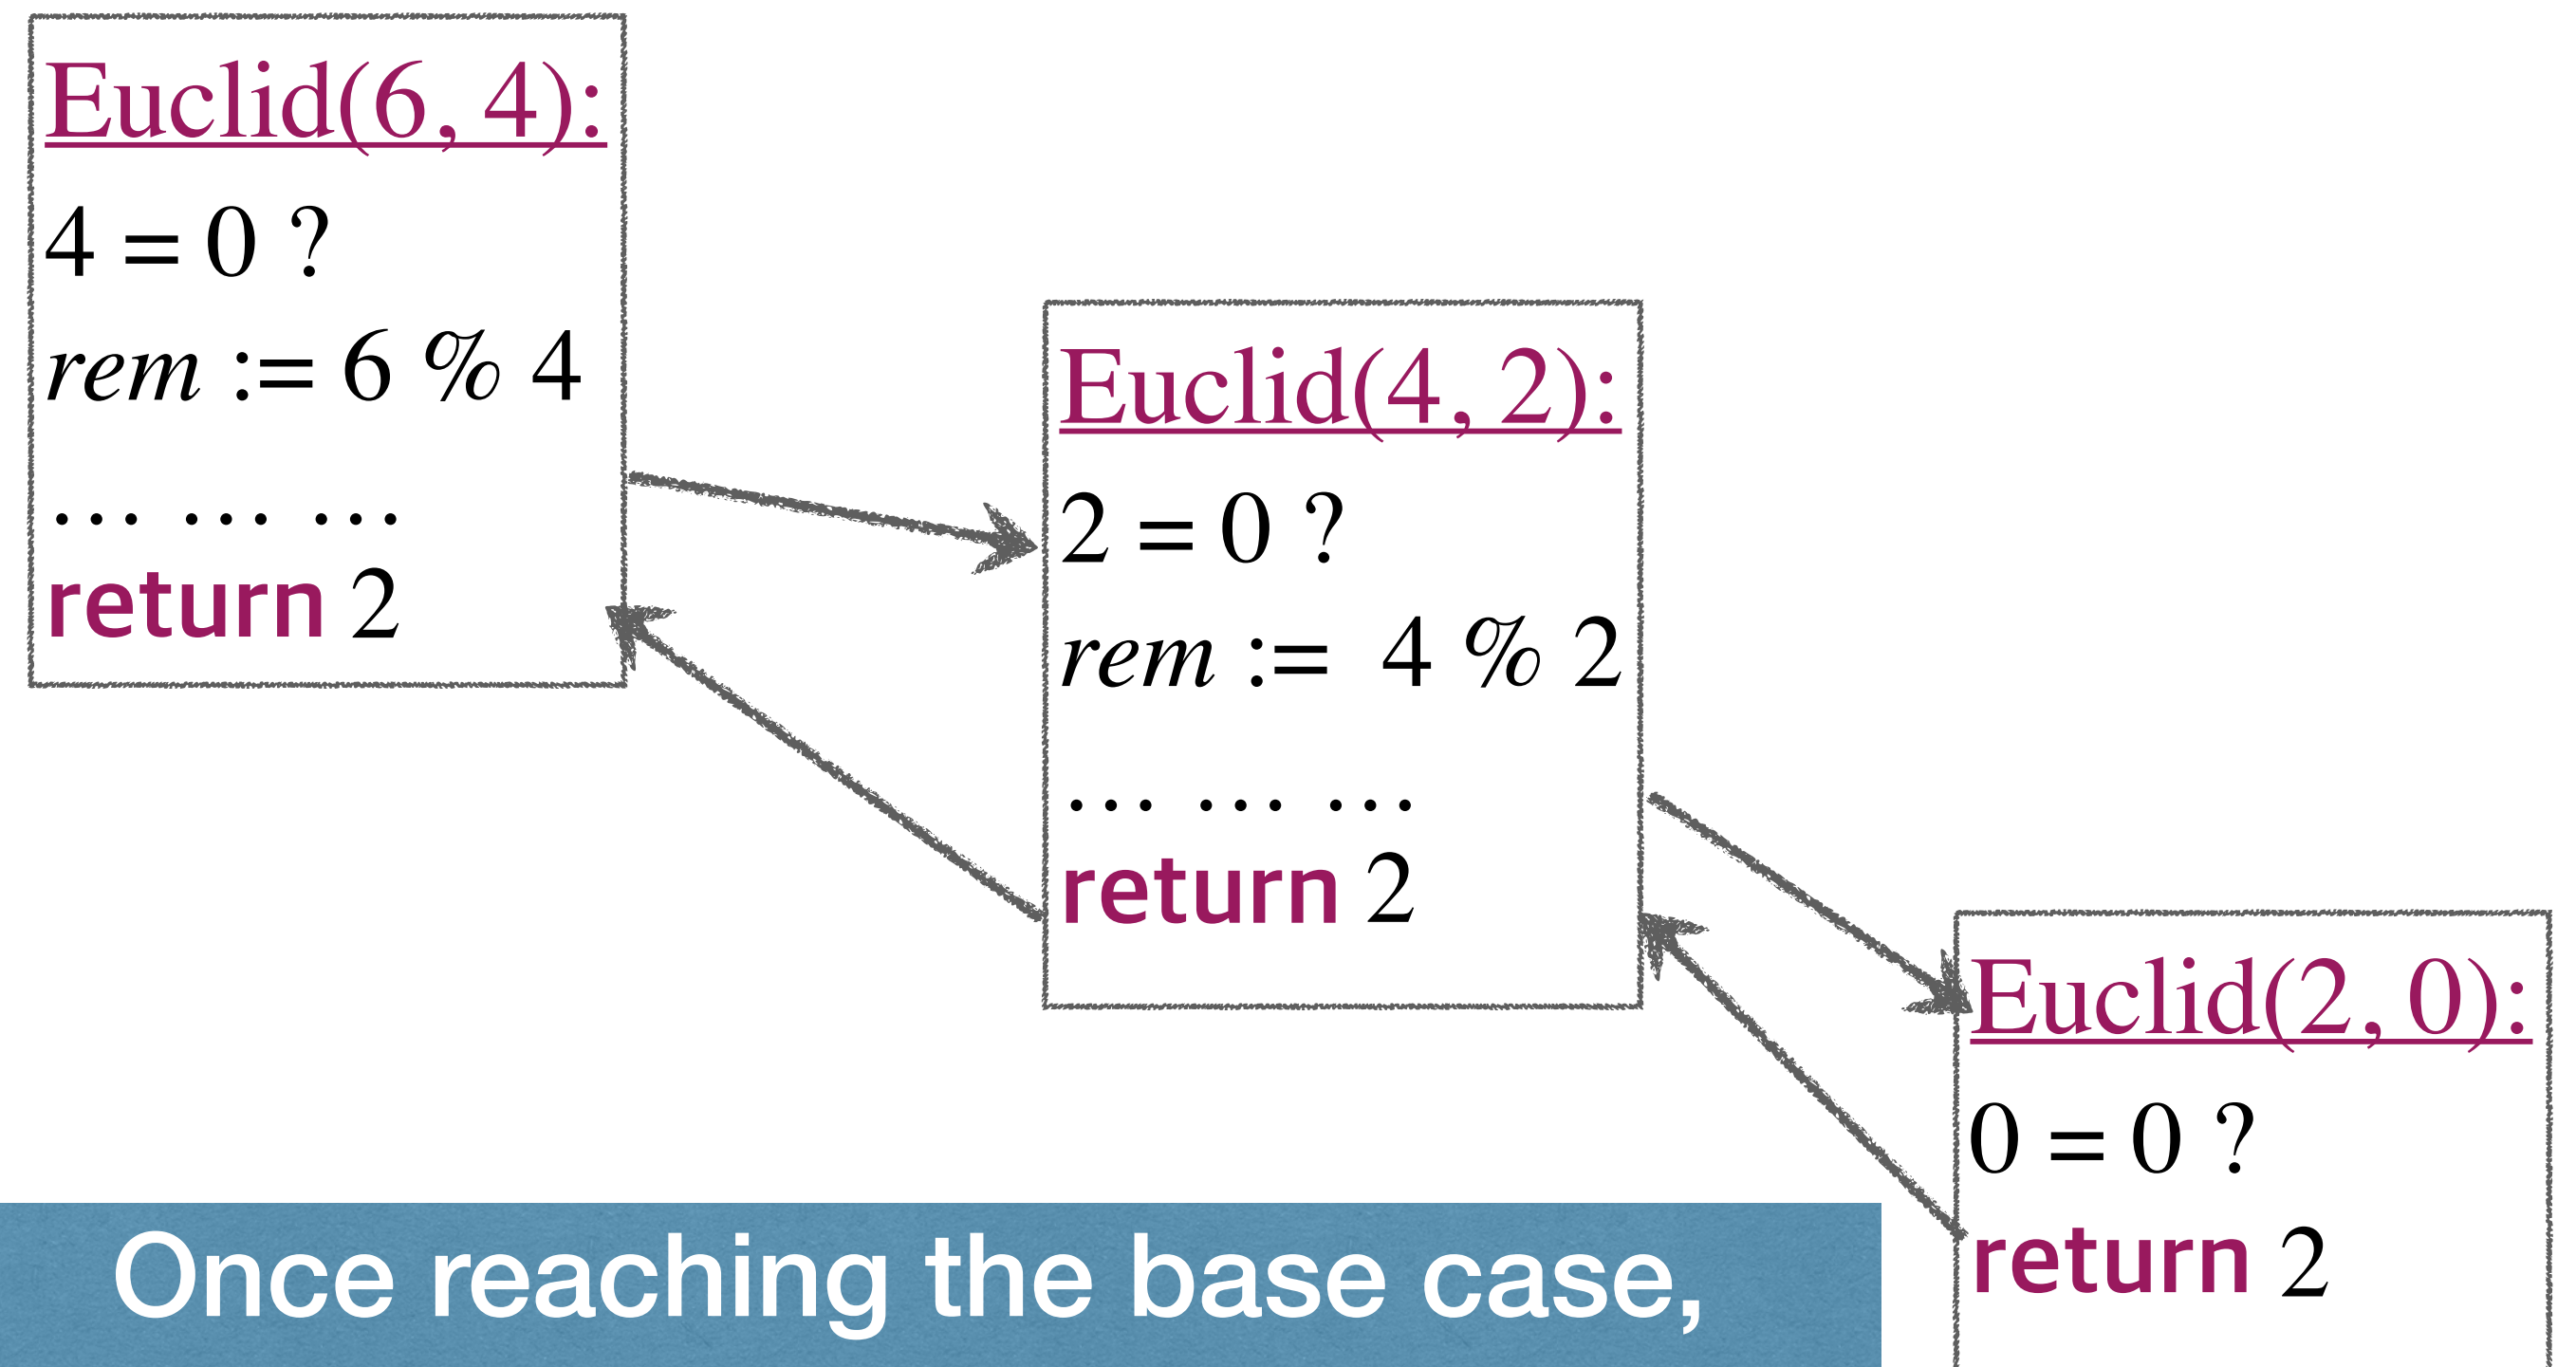 Euclid(6, 4):
4 = 0 ?
rem := 6 % 4
… … …
return 2
Euclid(4, 2):
2 = 0 ?
rem := 4 % 2
… … …
return 2
Euclid(2, 0):
0 = 0 ?
return 2
Once reaching the base case,